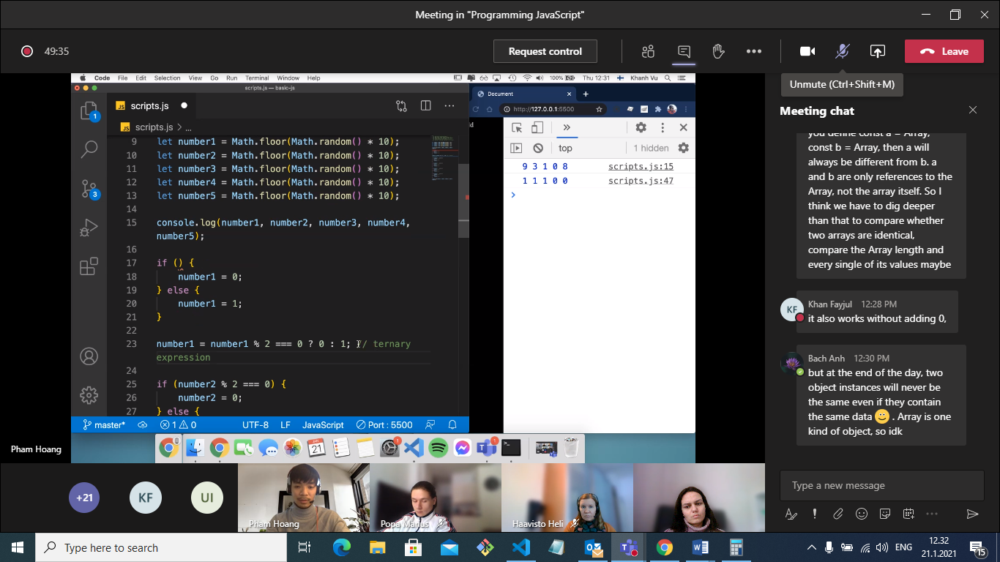 Meeting in "Programming JavaScript"
49:35
Request control
Leave
Unmute (Ctrl+Shift+M)
Code File Edit Selection View Go Run Terminal Window Help
100%
Thu 12:31
Khanh Vu
scripts.js — basic-js
1
3
JS scripts.js
JS scripts.js > ...
9 let number1 = Math.floor(Math.random() * 10);
10 let number2 = Math.floor(Math.random() * 10);
11 let number3 = Math.floor(Math.random() * 10);
12 let number4 = Math.floor(Math.random() * 10);
13 let number5 = Math.floor(Math.random() * 10);
14
15 console.log(number1, number2, number3, number4,
number5);
16
17 if () {
18 number1 = 0;
19 } else {
20 number1 = 1;
21 }
22
23 number1 = number1 % 2 === 0 ? 0 : 1; // ternary
expression
24
25 if (number2 % 2 === 0) {
26 number2 = 0;
27 } else {
master* 1 0 UTF-8 LF JavaScript Port : 5500
Document
http://127.0.0.1:5500
top
1 hidden
9 3 1 0 8 scripts.js:15
1 1 1 0 0 scripts.js:47
JAN
21
1
1
Pham Hoang
+21
KF
UI
Pham Hoang
Popa Marius
Haavisto Heli
Meeting chat
you define const a = Array,
const b = Array, then a will
always be different from b. a
and b are only references to the
Array, not the array itself. So I
think we have to dig deeper
than that to compare whether
two arrays are identical,
compare the Array length and
every single of its values maybe
KF
Khan Fayjul 12:28 PM
it also works without adding 0,
Bach Anh 12:30 PM
but at the end of the day, two
object instances will never be
the same even if they contain
the same data 🙂 . Array is one
kind of object, so idk
Type a new message
Type here to search
ENG
12.32
21.1.2021
15